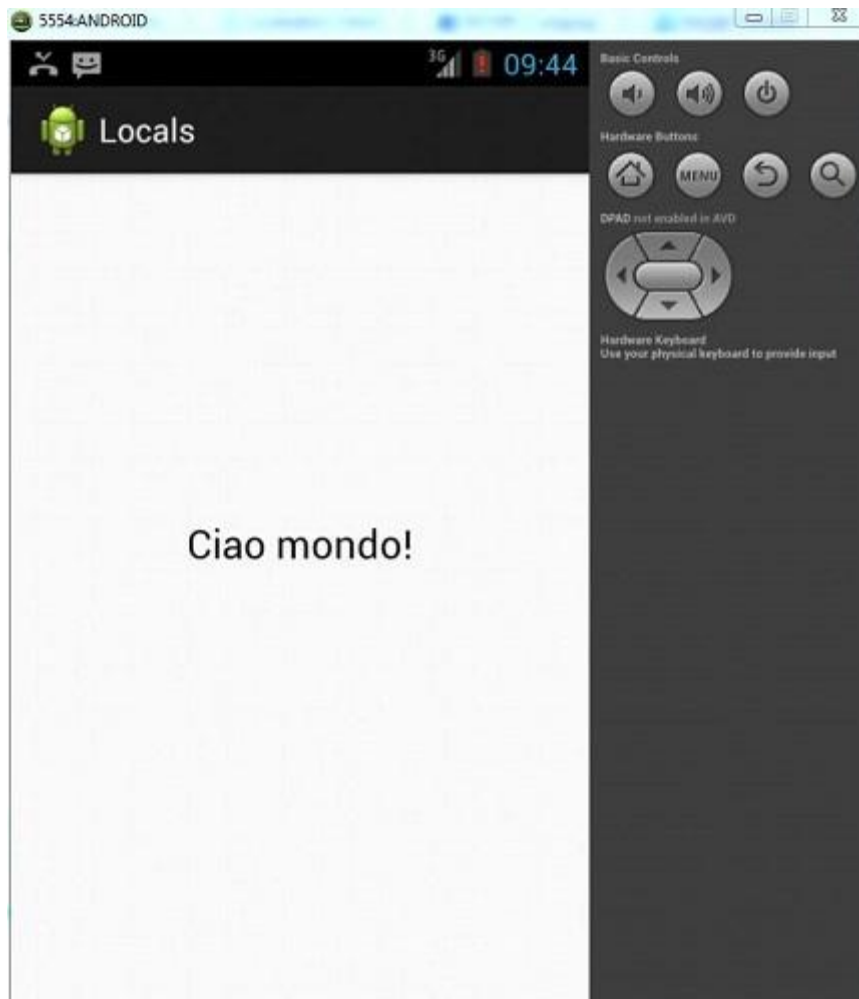 5554:ANDROID
3G
09:44
Locals
Ciao mondo!
Basic Controls
Hardware Buttons
MENU
DPAD not enabled in AVD
Hardware Keyboard
Use your physical keyboard to provide input